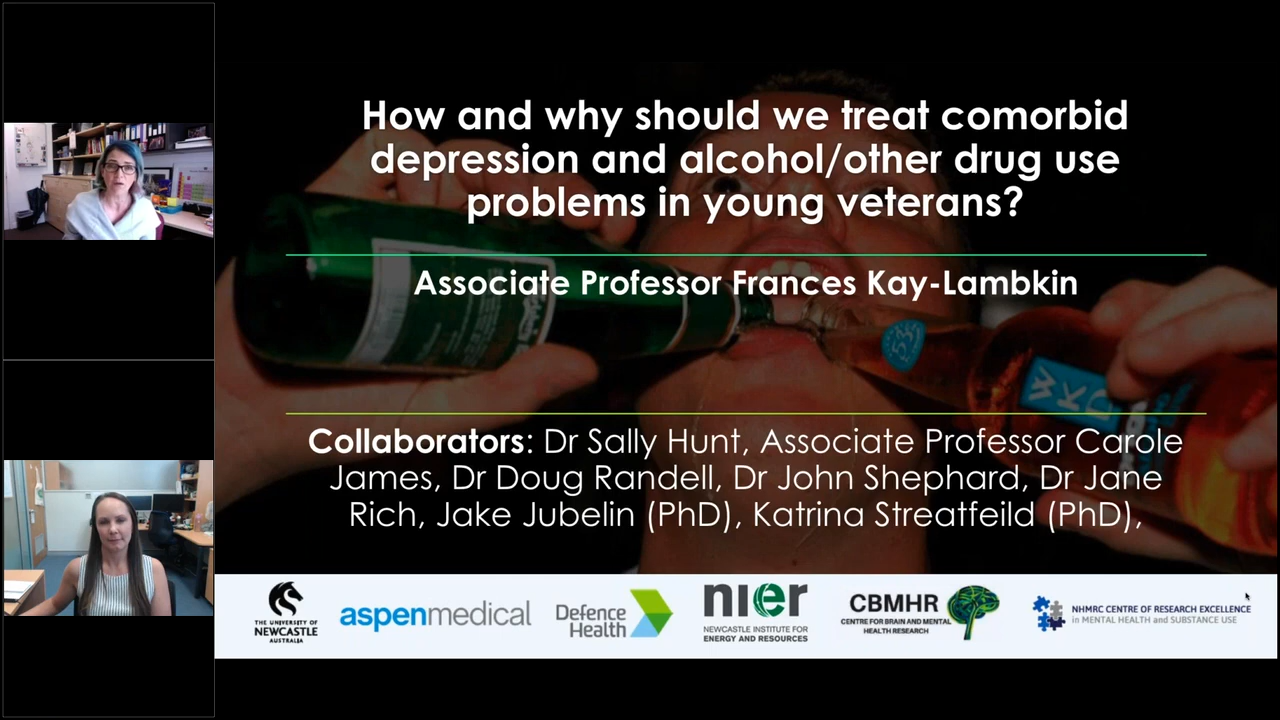 How and why should we treat comorbid
depression and alcohol/other drug use
problems in young veterans?
Associate Professor Frances Kay-Lambkin
53
WKD
Collaborators: Dr Sally Hunt, Associate Professor Carole
James, Dr Doug Randell, Dr John Shephard, Dr Jane
Rich, Jake Jubelin (PhD), Katrina Streatfeild (PhD),
THE UNIVERSITY OF
NEWCASTLE
AUSTRALIA
aspenmedical
Defence
Health
nier
NEWCASTLE INSTITUTE FOR
ENERGY AND RESOURCES
CBMHR
CENTRE FOR BRAIN AND MENTAL
HEALTH RESEARCH
NHMRC CENTRE OF RESEARCH EXCELLENCE
in MENTAL HEALTH and SUBSTANCE USE